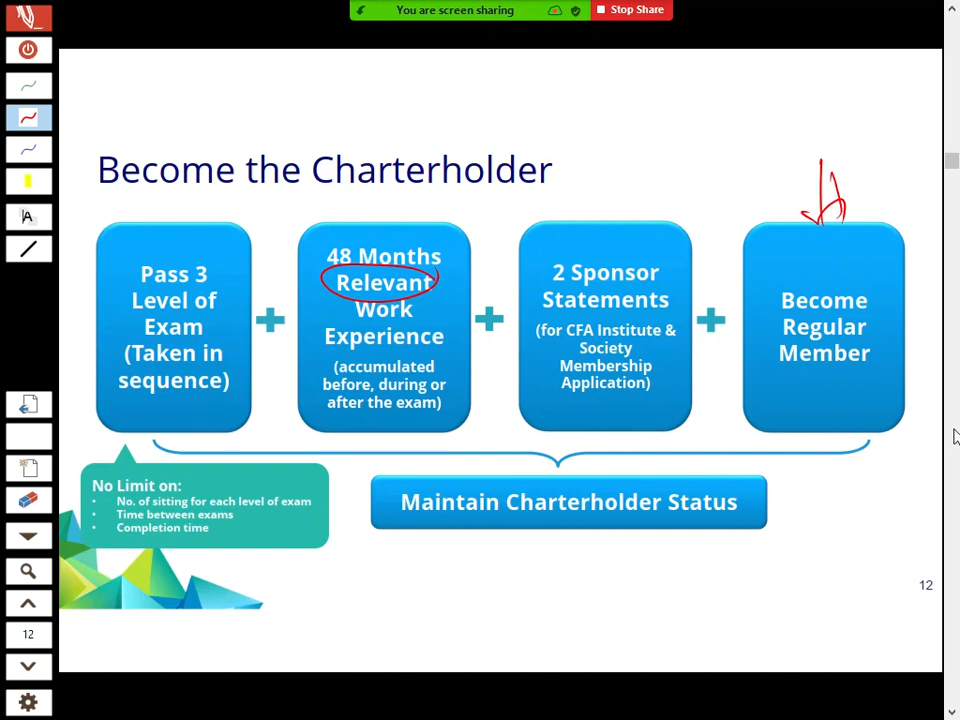 You are screen sharing
Stop Share
A
12
Become the Charterholder
Pass 3
Level of
Exam
(Taken in
sequence)
48 Months
Relevant
Work
Experience
(accumulated
before, during or
after the exam)
2 Sponsor
Statements
(for CFA Institute &
Society
Membership
Application)
Become
Regular
Member
No Limit on:
• No. of sitting for each level of exam
• Time between exams
• Completion time
Maintain Charterholder Status
12